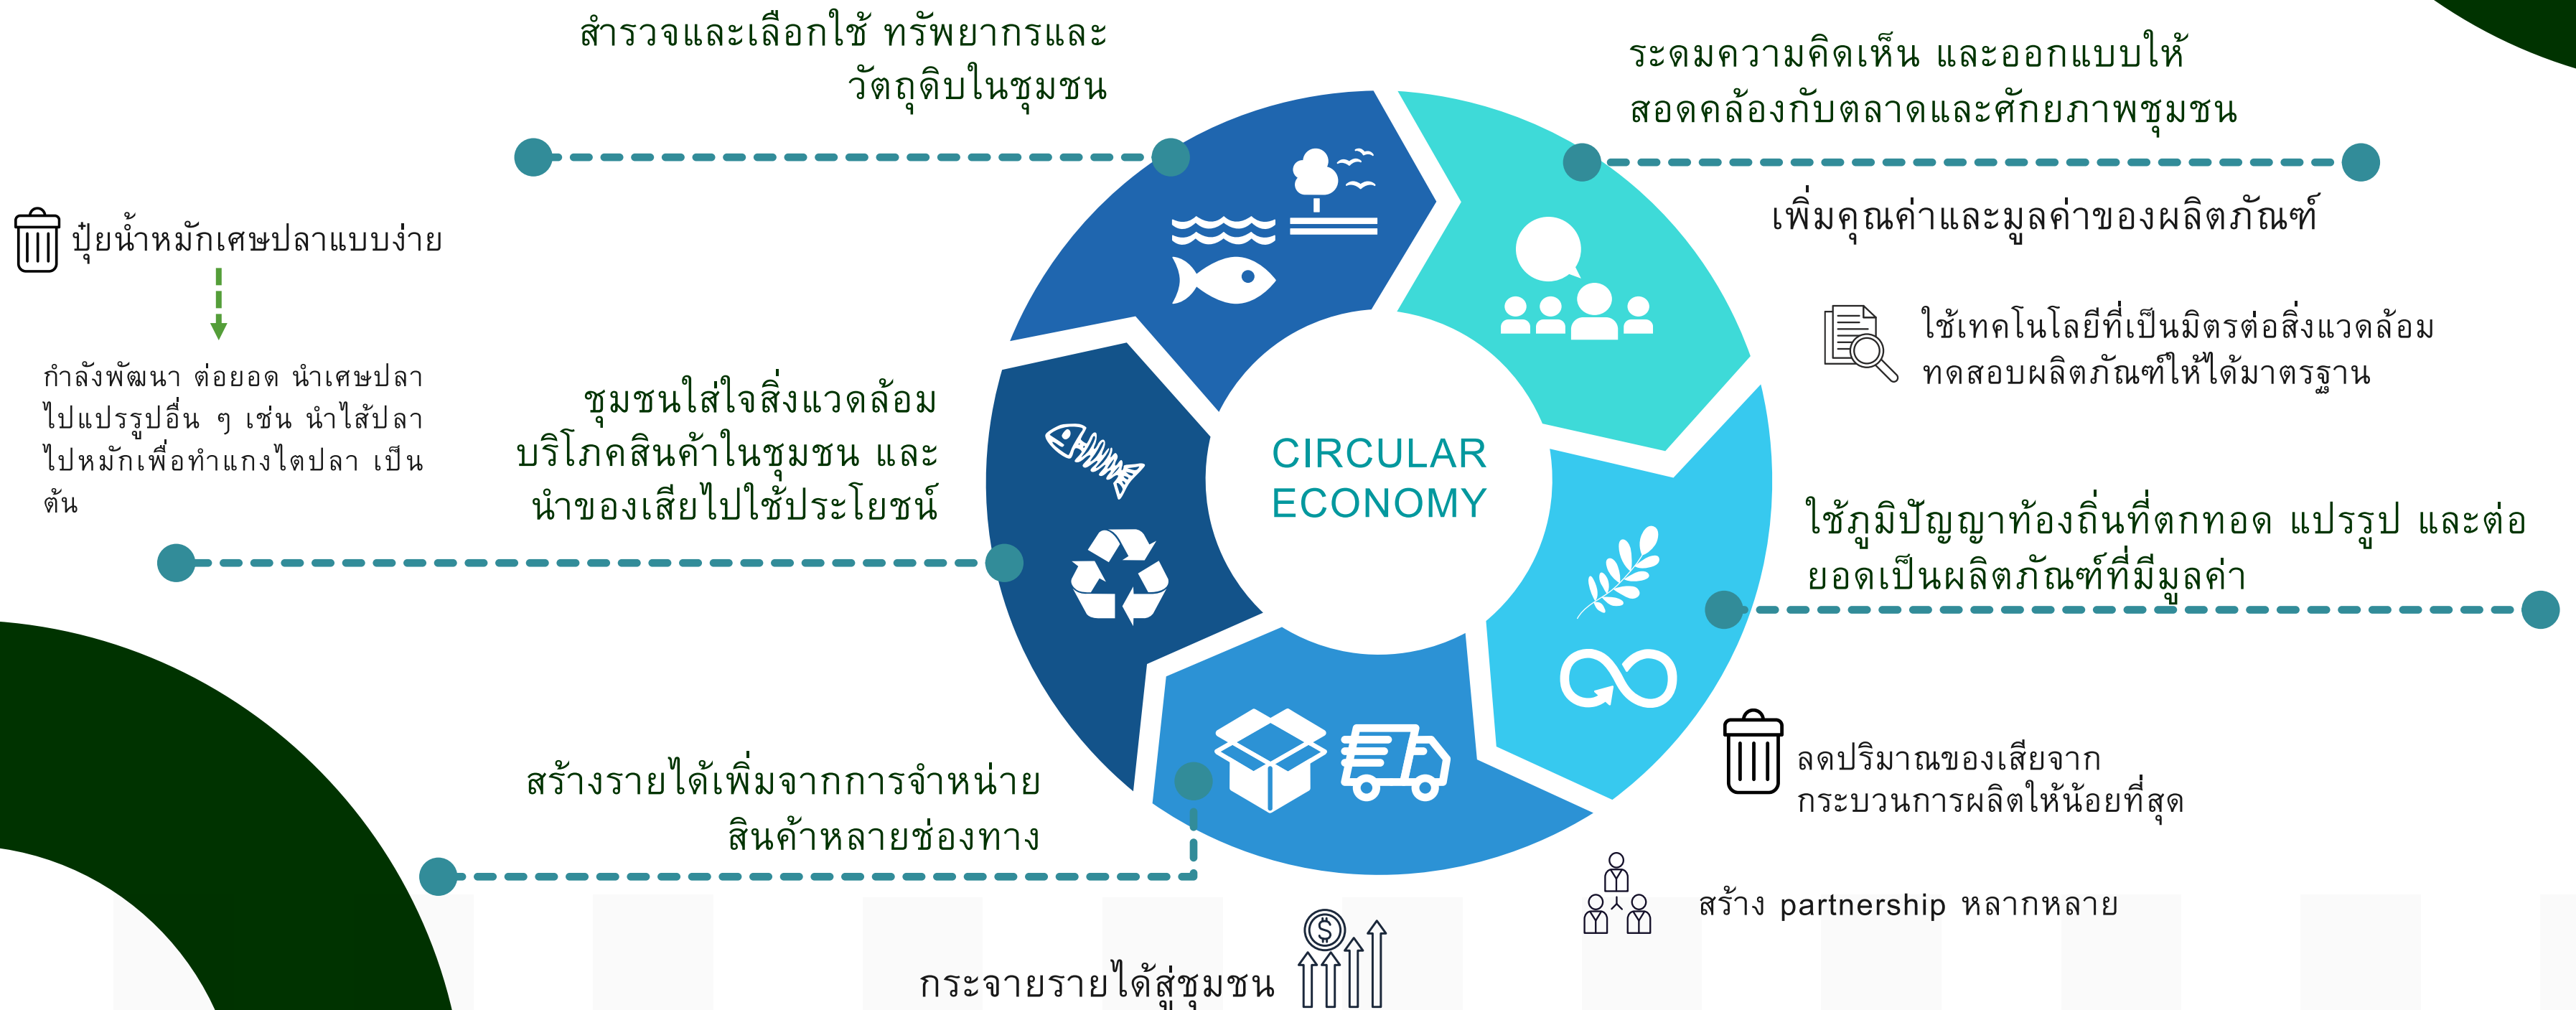 สำรวจและเลือกใช้ ทรัพยากรและ
วัตถุดิบในชุมชน
ระดมความคิดเห็น และออกแบบให้
สอดคล้องกับตลาดและศักยภาพชุมชน
เพิ่มคุณค่าและมูลค่าของผลิตภัณฑ์
ใช้เทคโนโลยีที่เป็นมิตรต่อสิ่งแวดล้อม
ทดสอบผลิตภัณฑ์ให้ได้มาตรฐาน
ปุ๋ยน้ำหมักเศษปลาแบบง่าย
กำลังพัฒนา ต่อยอด นำเศษปลา
ไปแปรรูปอื่น ๆ เช่น นำไส้ปลา
ไปหมักเพื่อทำแกงไตปลา เป็น
ต้น
ชุมชนใส่ใจสิ่งแวดล้อม
บริโภคสินค้าในชุมชน และ
นำของเสียไปใช้ประโยชน์
CIRCULAR
ECONOMY
ใช้ภูมิปัญญาท้องถิ่นที่ตกทอด แปรรูป และต่อ
ยอดเป็นผลิตภัณฑ์ที่มีมูลค่า
ลดปริมาณของเสียจาก
กระบวนการผลิตให้น้อยที่สุด
สร้าง partnership หลากหลาย
สร้างรายได้เพิ่มจากการจำหน่าย
สินค้าหลายช่องทาง
กระจายรายได้สู่ชุมชน
$